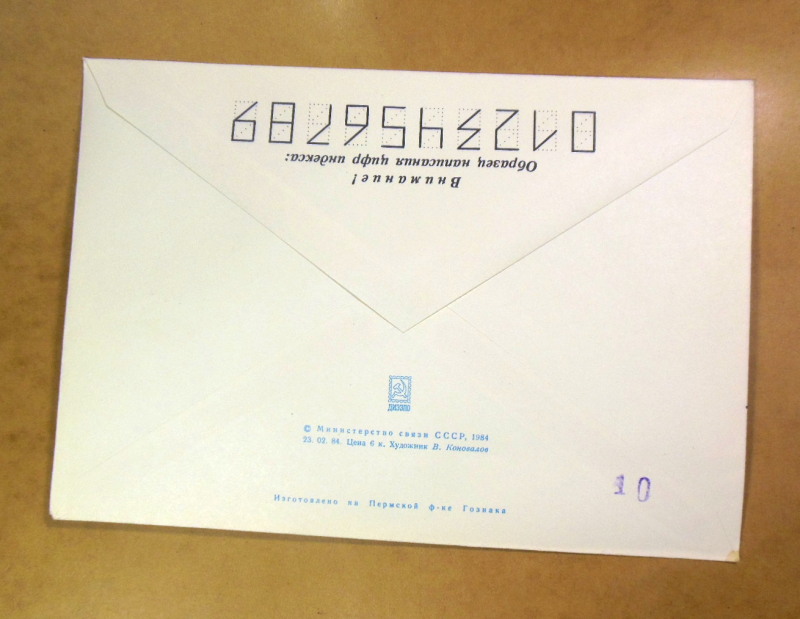 Внимание!
Образец написания цифр индекса:
0123456789
ДИЭЗПО
© Министерство связи СССР, 1984
23. 02. 84. Цена 6 к. Художник В. Коновалов
Изготовлено на Пермской ф-ке Гознака
10